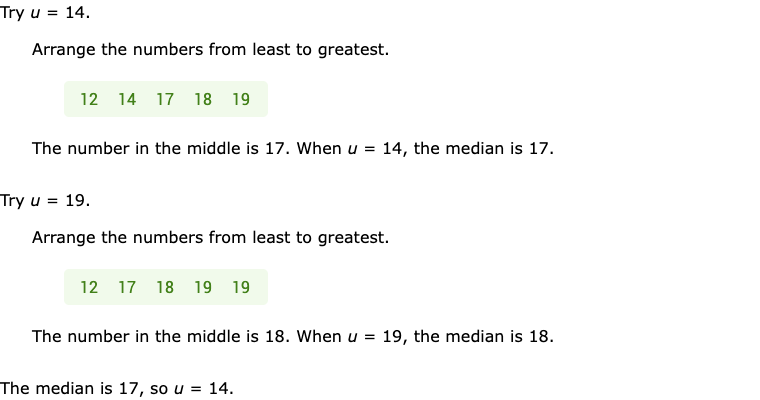 Try u = 14.
Arrange the numbers from least to greatest.
12 14 17 18 19
The number in the middle is 17. When u = 14, the median is 17.
Try u = 19.
Arrange the numbers from least to greatest.
12 17 18 19 19
The number in the middle is 18. When u = 19, the median is 18.
The median is 17, so u = 14.